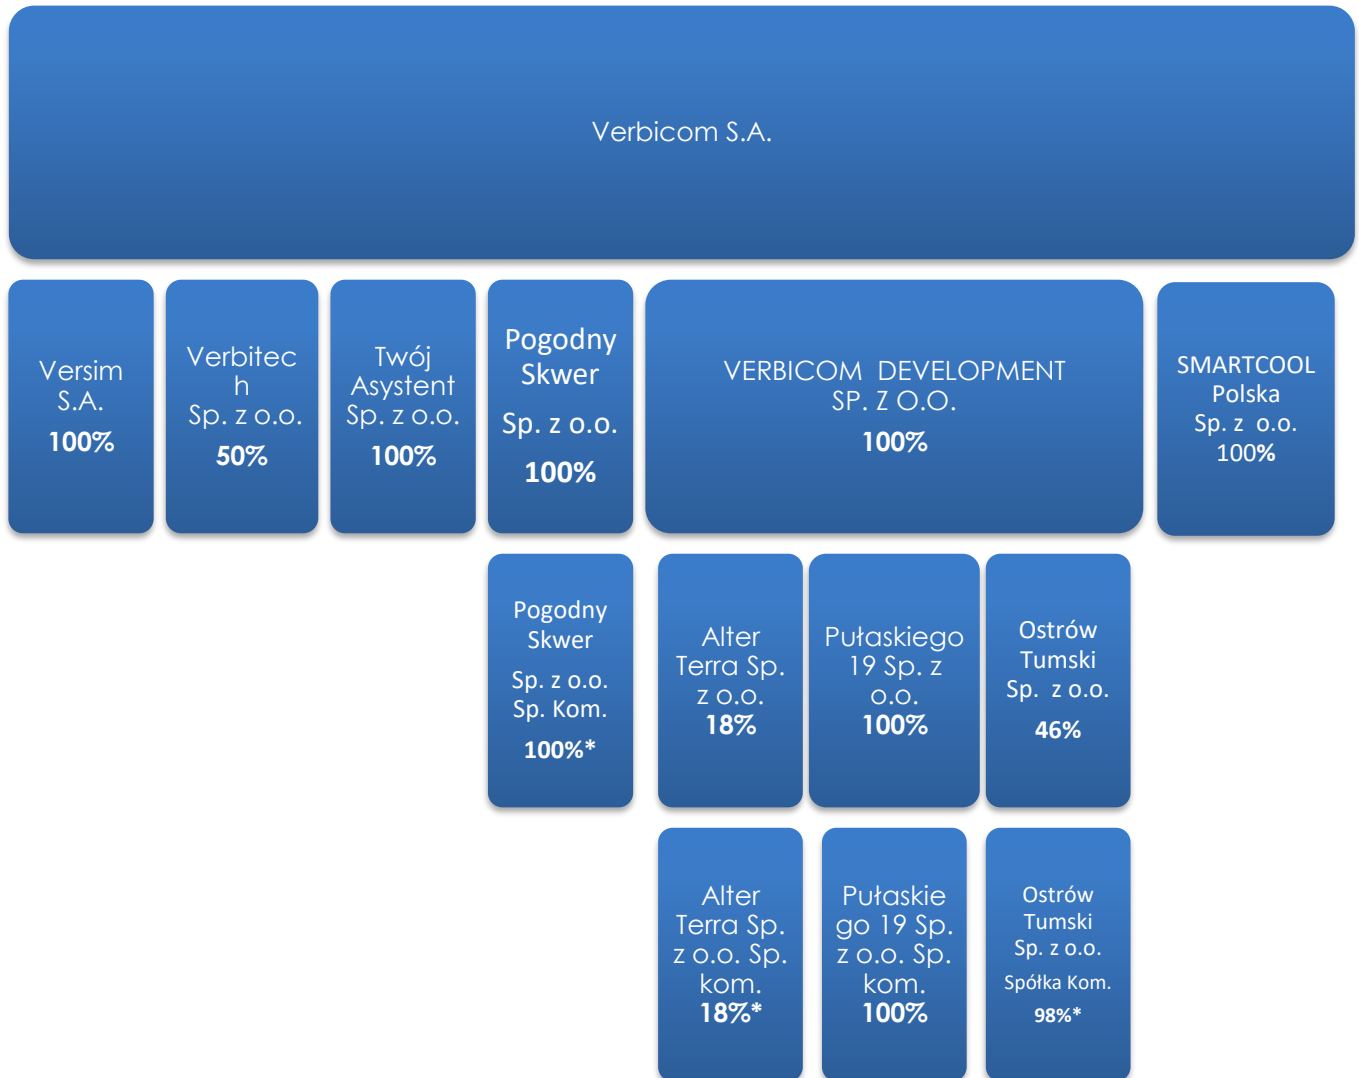 Verbicom S.A.
Versim
S.A.
100%
Verbitec
h
Sp. z o.o.
50%
Twój
Asystent
Sp. z o.o.
100%
Pogodny
Skwer
Sp. z o.o.
100%
VERBICOM DEVELOPMENT
SP. Z O.O.
100%
SMARTCOOL
Polska
Sp. z o.o.
100%
Pogodny
Skwer
Sp. z o.o.
Sp. Kom.
100%*
Alter
Terra Sp.
z o.o.
18%
Pułaskiego
19 Sp. z
o.o.
100%
Ostrów
Tumski
Sp. z o.o.
46%
Alter
Terra Sp.
z o.o. Sp.
kom.
18%*
Pułaskie
go 19 Sp.
z o.o. Sp.
kom.
100%
Ostrów
Tumski
Sp. z o.o.
Spółka Kom.
98%*